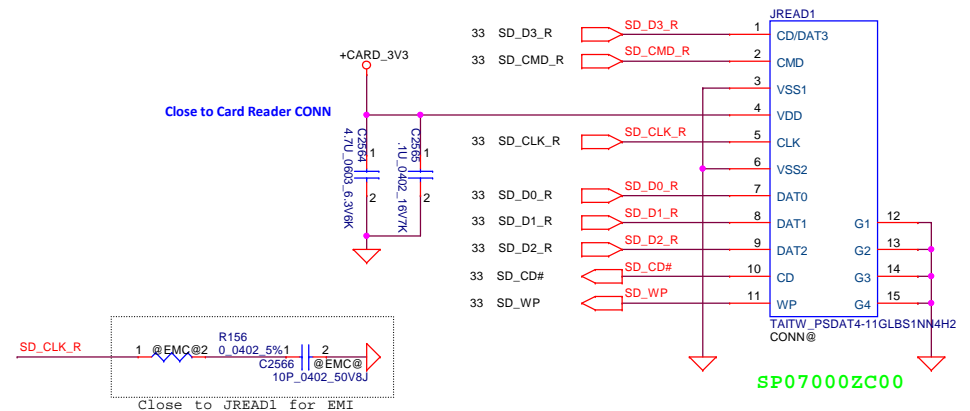 JREAD1
33 SD_D3_R SD_D3_R 1 CD/DAT3
+CARD_3V3
33 SD_CMD_R SD_CMD_R 2 CMD
3 VSS1
Close to Card Reader CONN
4 VDD
C2564
4.7U_0603_6.3V6K
1
2
C2565
.1U_0402_16V7K
1
2
33 SD_CLK_R SD_CLK_R 5 CLK
6 VSS2
33 SD_D0_R SD_D0_R 7 DAT0
33 SD_D1_R SD_D1_R 8 DAT1
G1 12
33 SD_D2_R SD_D2_R 9 DAT2
G2 13
33 SD_CD# SD_CD# 10 CD
G3 14
33 SD_WP SD_WP 11 WP
G4 15
TAITW_PSDAT4-11GLBS1NN4H2
CONN@
SP07000ZC00
SD_CLK_R
1 @EMC@ 2
R156
0_0402_5%
1 2
C2566 @EMC@
10P_0402_50V8J
Close to JREAD1 for EMI